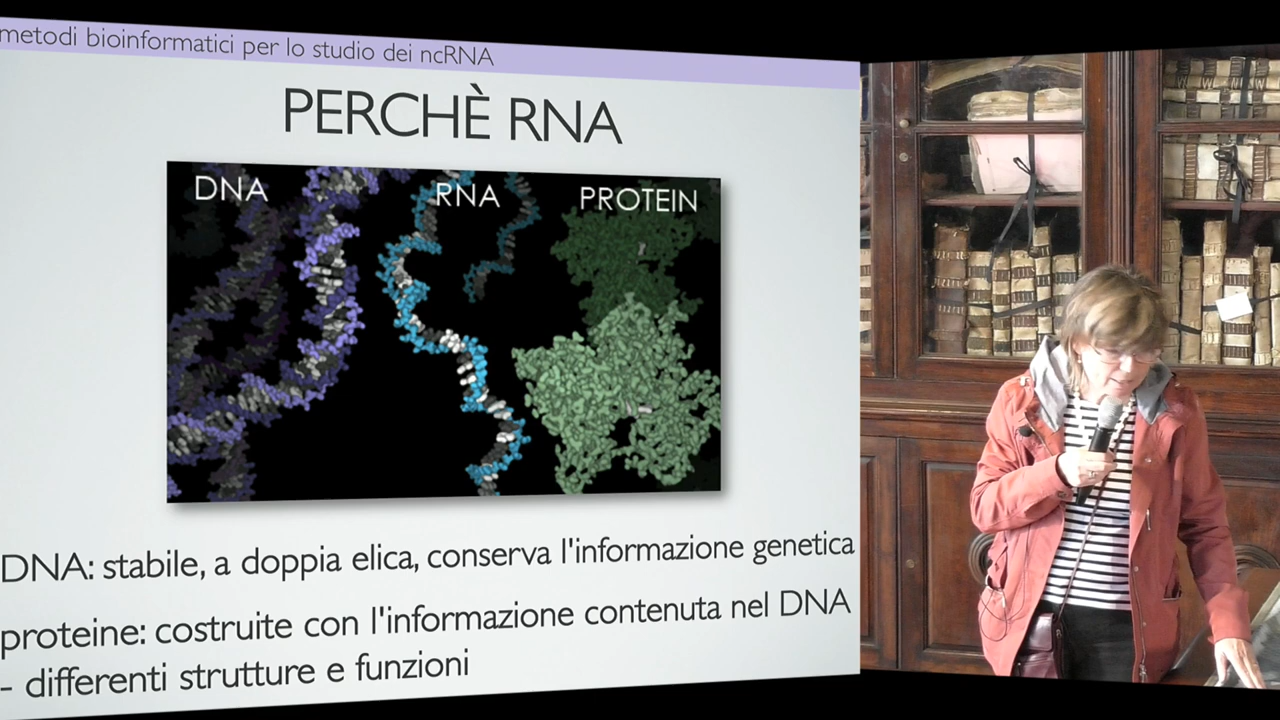 metodi bioinformatici per lo studio dei ncRNA
PERCHÈ RNA
DNA
RNA
PROTEIN
DNA: stabile, a doppia elica, conserva l'informazione genetica
proteine: costruite con l'informazione contenuta nel DNA
- differenti strutture e funzioni